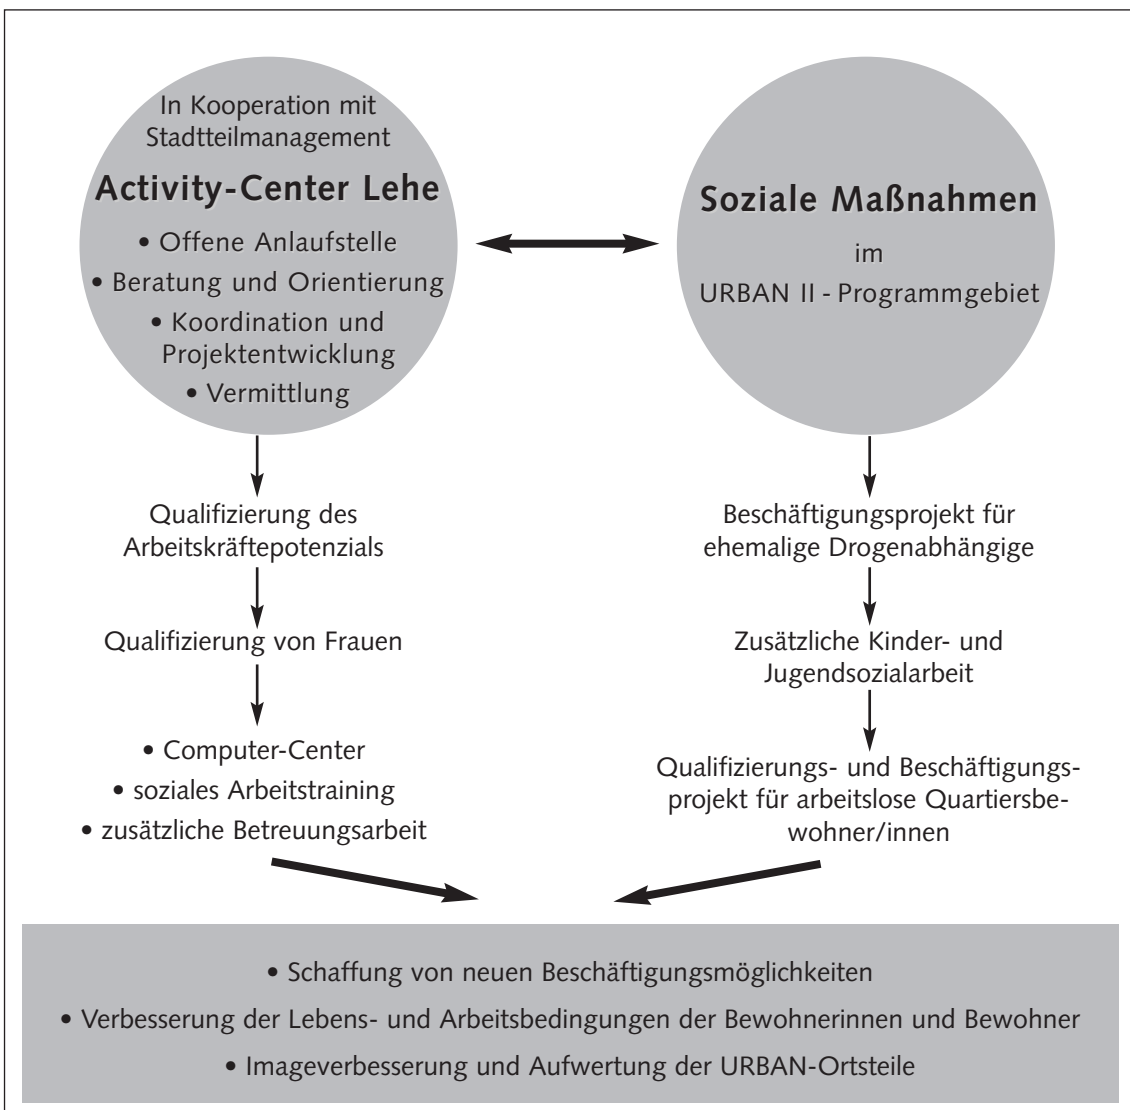 In Kooperation mit
Stadtteilmanagement
Activity-Center Lehe
• Offene Anlaufstelle
• Beratung und Orientierung
• Koordination und
Projektentwicklung
• Vermittlung
Soziale Maßnahmen
im
URBAN II - Programmgebiet
Qualifizierung des
Arbeitskräftepotenzials
Qualifizierung von Frauen
• Computer-Center
• soziales Arbeitstraining
• zusätzliche Betreuungsarbeit
Beschäftigungsprojekt für
ehemalige Drogenabhängige
Zusätzliche Kinder- und
Jugendsozialarbeit
Qualifizierungs- und Beschäftigungs-
projekt für arbeitslose Quartiersbe-
wohner/innen
• Schaffung von neuen Beschäftigungsmöglichkeiten
• Verbesserung der Lebens- und Arbeitsbedingungen der Bewohnerinnen und Bewohner
• Imageverbesserung und Aufwertung der URBAN-Ortsteile